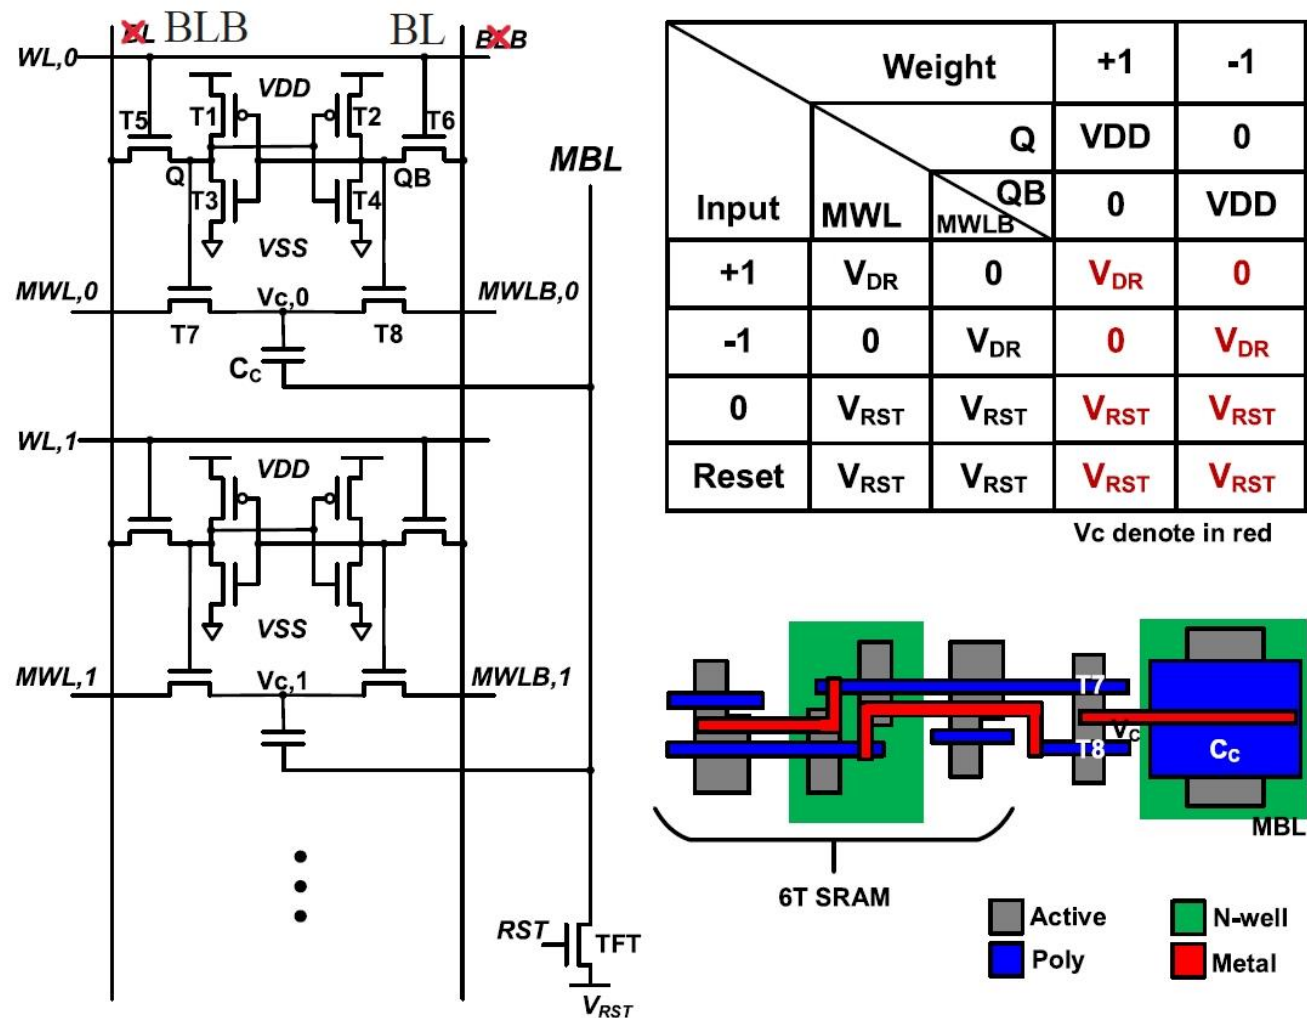 BL BLB BL BLB
WL,0
VDD
T5 T1 T2 T6
Q QB
T3 T4
VSS
MWL,0 Vc,0 MWLB,0
T7 T8
CC
MBL
WL,1
VDD
VSS
MWL,1 Vc,1 MWLB,1
RST TFT
VRST
Weight +1 -1
Q VDD 0
QB 0 VDD
Input MWL MWLB
+1 VDR 0 VDR 0
-1 0 VDR 0 VDR
0 VRST VRST VRST VRST
Reset VRST VRST VRST VRST
Vc denote in red
T7
VC
T8 CC
MBL
6T SRAM
Active N-well
Poly Metal